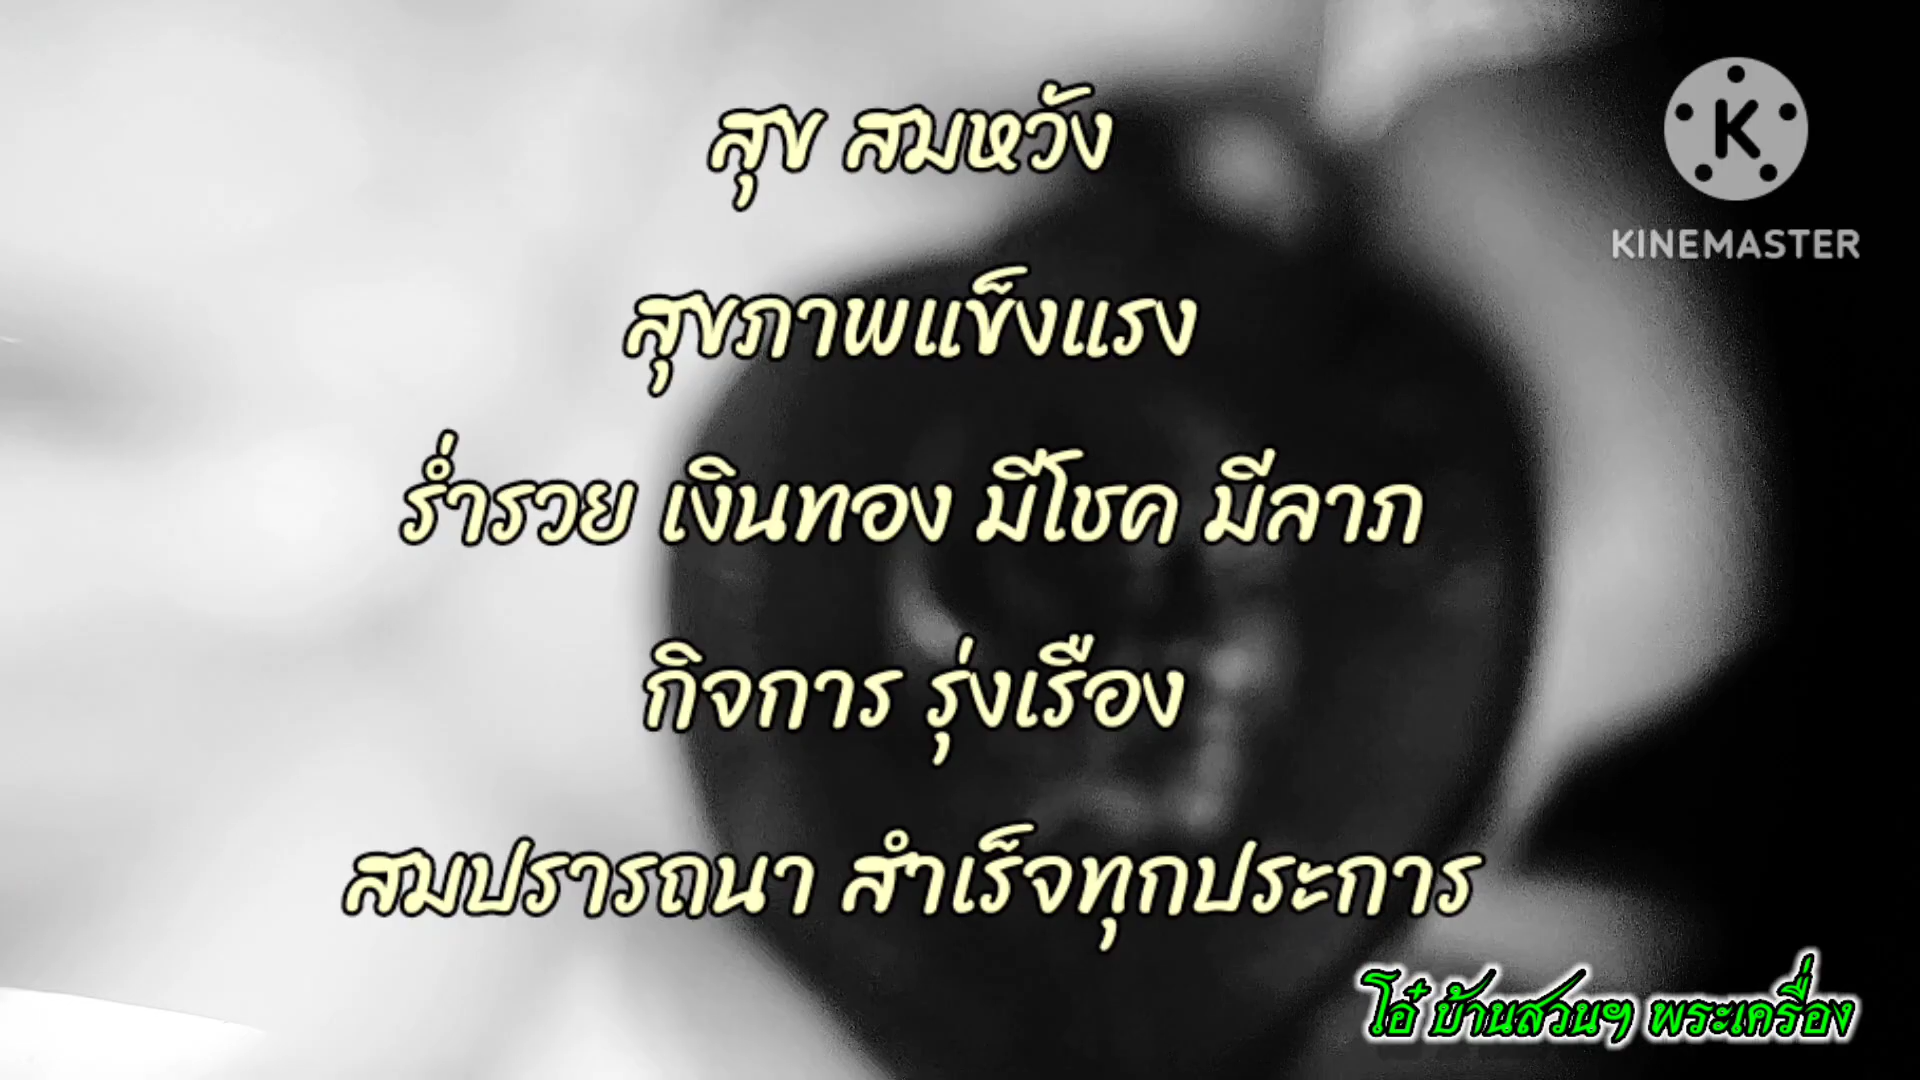 สุข สมหวัง
KINEMASTER
สุขภาพแข็งแรง
ร่ำรวย เงินทอง มีโชค มีลาภ
กิจการ รุ่งเรือง
สมปรารถนา สำเร็จทุกประการ
โอ๋ บ้านสวนฯ พระเครื่อง